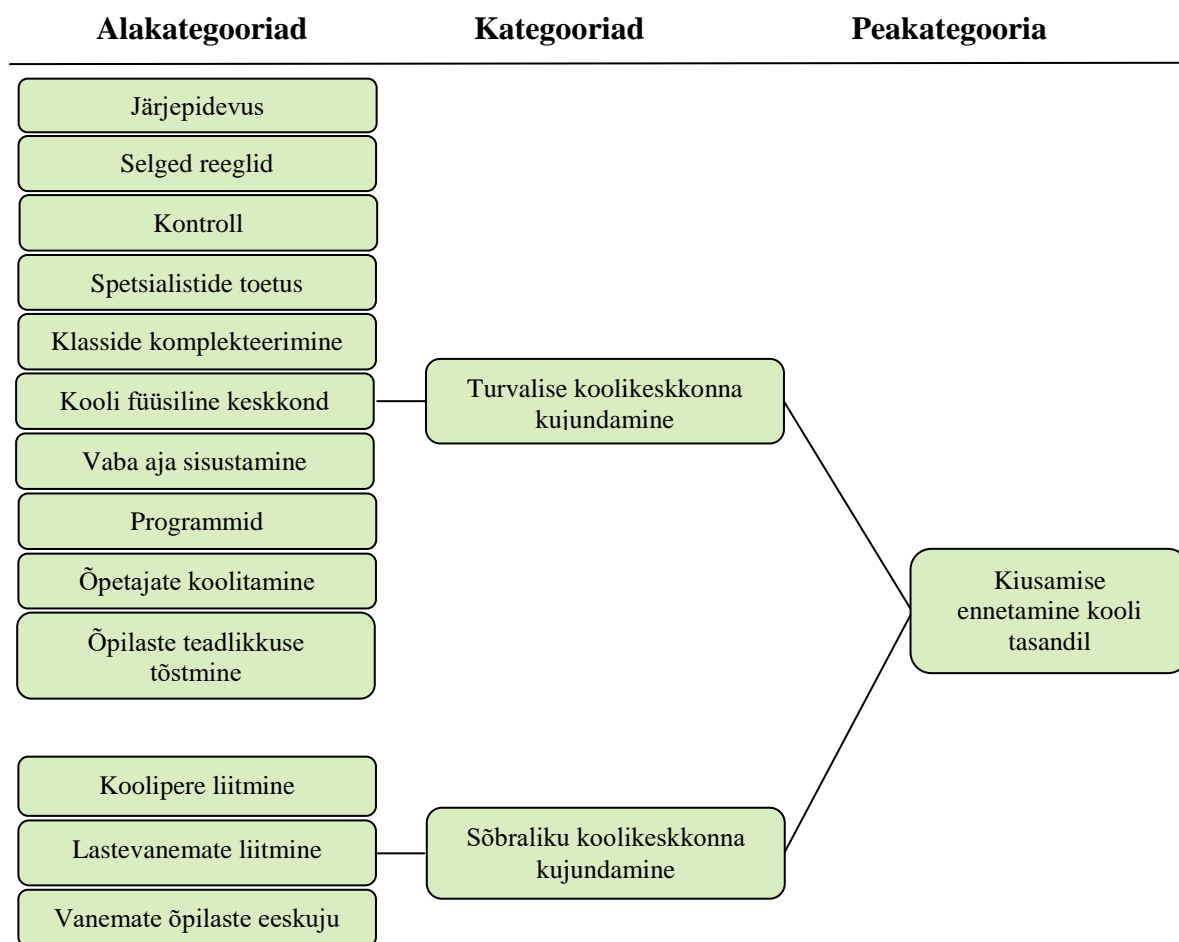 Alakategooriad Kategooriad Peakategooria
Järjepidevus
Selged reeglid
Kontroll
Spetsialistide toetus
Klasside komplekteerimine
Kooli füüsiline keskkond
Vaba aja sisustamine
Programmid
Õpetajate koolitamine
Õpilaste teadlikkuse
tõstmine
Koolipere liitmine
Lastevanemate liitmine
Vanemate õpilaste eeskuju
Turvalise koolikeskkonna
kujundamine
Sõbraliku koolikeskkonna
kujundamine
Kiusamise
ennetamine kooli
tasandil